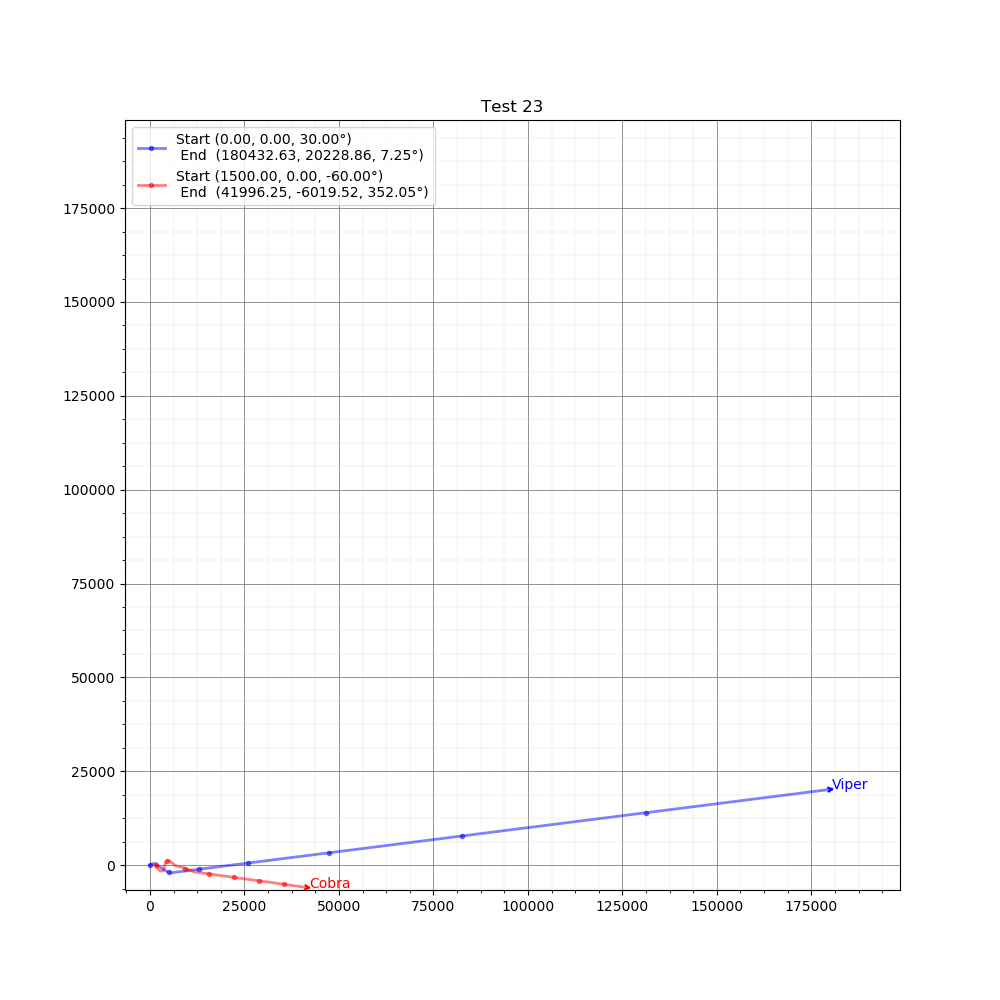 Test 23
Start (0.00, 0.00, 30.00°)
End  (180432.63, 20228.86, 7.25°)
Start (1500.00, 0.00, -60.00°)
End  (41996.25, -6019.52, 352.05°)
175000
150000
125000
100000
75000
50000
25000
0
Viper
Cobra
0 25000 50000 75000 100000 125000 150000 175000